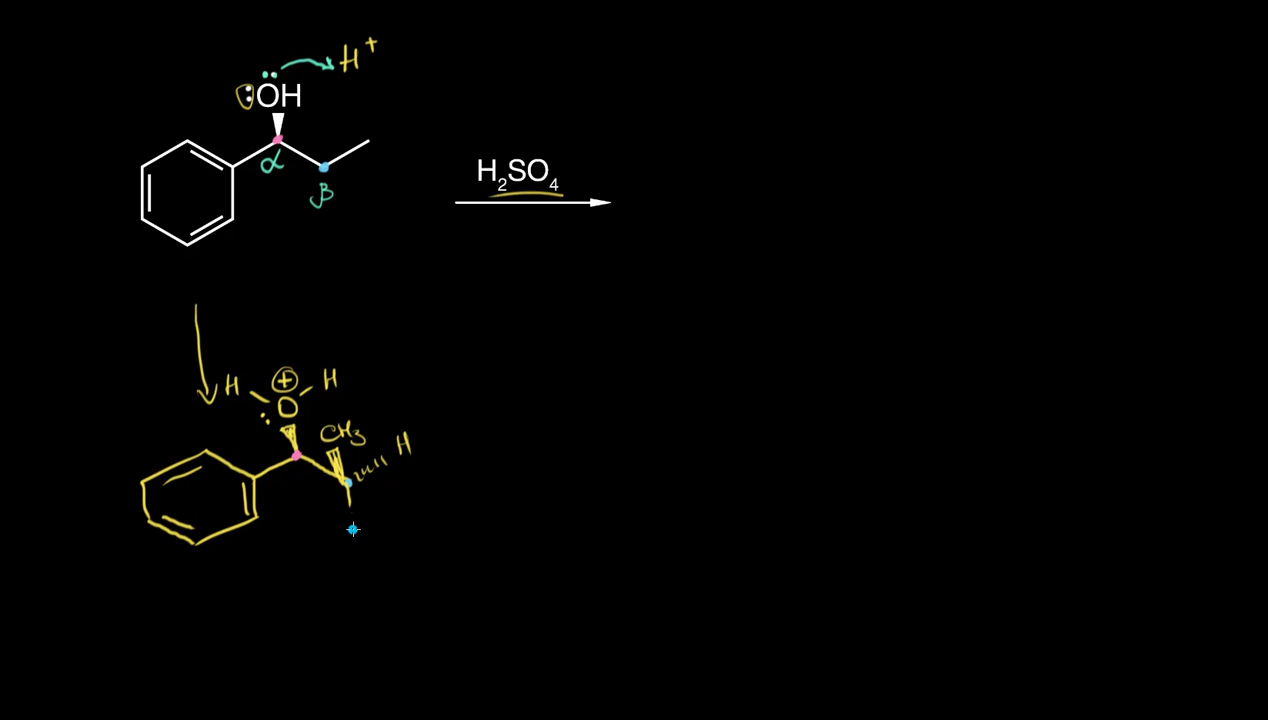 H+
:OH
α
β
H₂SO₄
H + H
:O
CH₃ H